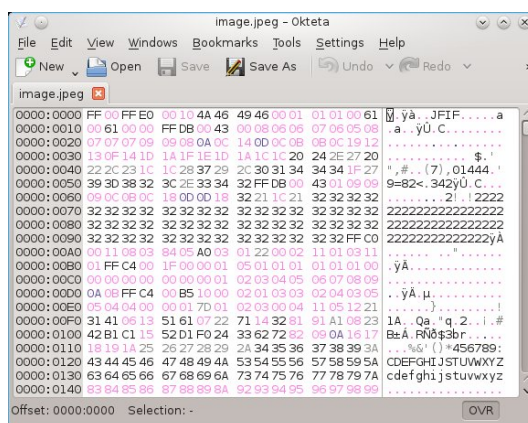 image.jpeg – Okteta
File Edit View Windows Bookmarks Tools Settings Help
New Open Save Save As Undo Redo
image.jpeg
0000:0000 FF 00 FF E0 00 10 4A 46 49 46 00 01 01 01 00 61 .ÿà..JFIF.....a
0000:0010 00 61 00 00 FF DB 00 43 00 08 06 06 07 06 05 08 .a..ÿÛ.C........
0000:0020 07 07 07 09 09 08 0A 0C 14 0D 0C 0B 0B 0C 19 12 ................
0000:0030 13 0F 14 1D 1A 1F 1E 1D 1A 1C 1C 20 24 2E 27 20 ........... $.'
0000:0040 22 2C 23 1C 1C 28 37 29 2C 30 31 34 34 34 1F 27 ",#..(7),01444.'
0000:0050 39 3D 38 32 3C 2E 33 34 32 FF DB 00 43 01 09 09 9=82<.342ÿÛ.C...
0000:0060 09 0C 0B 0C 18 0D 0D 18 32 21 1C 21 32 32 32 32 ........2!.!2222
0000:0070 32 32 32 32 32 32 32 32 32 32 32 32 32 32 32 32 2222222222222222
0000:0080 32 32 32 32 32 32 32 32 32 32 32 32 32 32 32 32 2222222222222222
0000:0090 32 32 32 32 32 32 32 32 32 32 32 32 32 32 FF C0 22222222222222ÿÀ
0000:00A0 00 11 08 03 84 05 A0 03 01 22 00 02 11 01 03 11 ...... .."......
0000:00B0 01 FF C4 00 1F 00 00 01 05 01 01 01 01 01 01 00 .ÿÄ.............
0000:00C0 00 00 00 00 00 00 00 00 01 02 03 04 05 06 07 08 09 ................
0000:00D0 0A 0B FF C4 00 B5 10 00 02 01 03 03 02 04 03 05 ..ÿÄ.µ..........
0000:00E0 05 04 04 00 00 01 7D 01 02 03 00 04 11 05 12 21 ......}........!
0000:00F0 31 41 06 13 51 61 07 22 71 14 32 81 91 A1 08 23 1A..Qa."q.2..¡.#
0000:0110 42 B1 C1 15 52 D1 F0 24 33 62 72 82 09 0A 16 17 B±Á.RÑð$3br.....
0000:0110 18 19 1A 25 26 27 28 29 2A 34 35 36 37 38 39 3A ...%&'()*456789:
0000:0120 43 44 45 46 47 48 49 4A 53 54 55 56 57 58 59 5A CDEFGHIJSTUVWXYZ
0000:0130 63 64 65 66 67 68 69 6A 73 74 75 76 77 78 79 7A cdefghijstuvwxyz
0000:0140 83 84 85 86 87 88 89 8A 92 93 94 95 96 97 98 99 ................
Offset: 0000:0000 Selection: - OVR